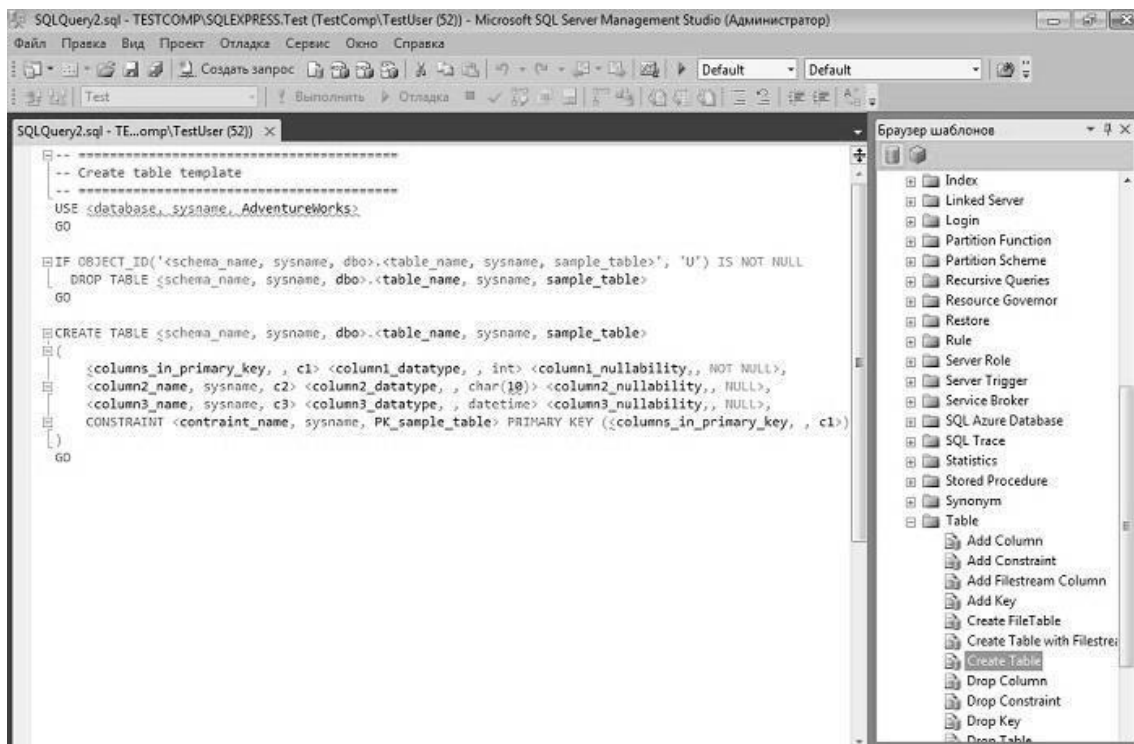 SQLQuery2.sql - TESTCOMP\SQLEXPRESS.Test (TestComp\TestUser (52)) - Microsoft SQL Server Management Studio (Администратор)
Файл Правка Вид Проект Отладка Сервис Окно Справка
Создать запрос Default Default
Test Выполнить Отладка
SQLQuery2.sql - TE...omp\TestUser (52))
-- =========================================
-- Create table template
-- =========================================
USE <database, sysname, AdventureWorks>
GO
IF OBJECT_ID('<schema_name, sysname, dbo>.<table_name, sysname, sample_table>', 'U') IS NOT NULL
DROP TABLE <schema_name, sysname, dbo>.<table_name, sysname, sample_table>
GO
CREATE TABLE <schema_name, sysname, dbo>.<table_name, sysname, sample_table>
(
<columns_in_primary_key, , c1> <column1_datatype, , int> <column1_nullability,, NOT NULL>,
<column2_name, sysname, c2> <column2_datatype, , char(10)> <column2_nullability,, NULL>,
<column3_name, sysname, c3> <column3_datatype, , datetime> <column3_nullability,, NULL>,
CONSTRAINT <contraint_name, sysname, PK_sample_table> PRIMARY KEY (<columns_in_primary_key, , c1>)
)
GO
Браузер шаблонов
Index
Linked Server
Login
Partition Function
Partition Scheme
Recursive Queries
Resource Governor
Restore
Rule
Server Role
Server Trigger
Service Broker
SQL Azure Database
SQL Trace
Statistics
Stored Procedure
Synonym
Table
Add Column
Add Constraint
Add Filestream Column
Add Key
Create FileTable
Create Table with Filestrea
Create Table
Drop Column
Drop Constraint
Drop Key
Drop Table